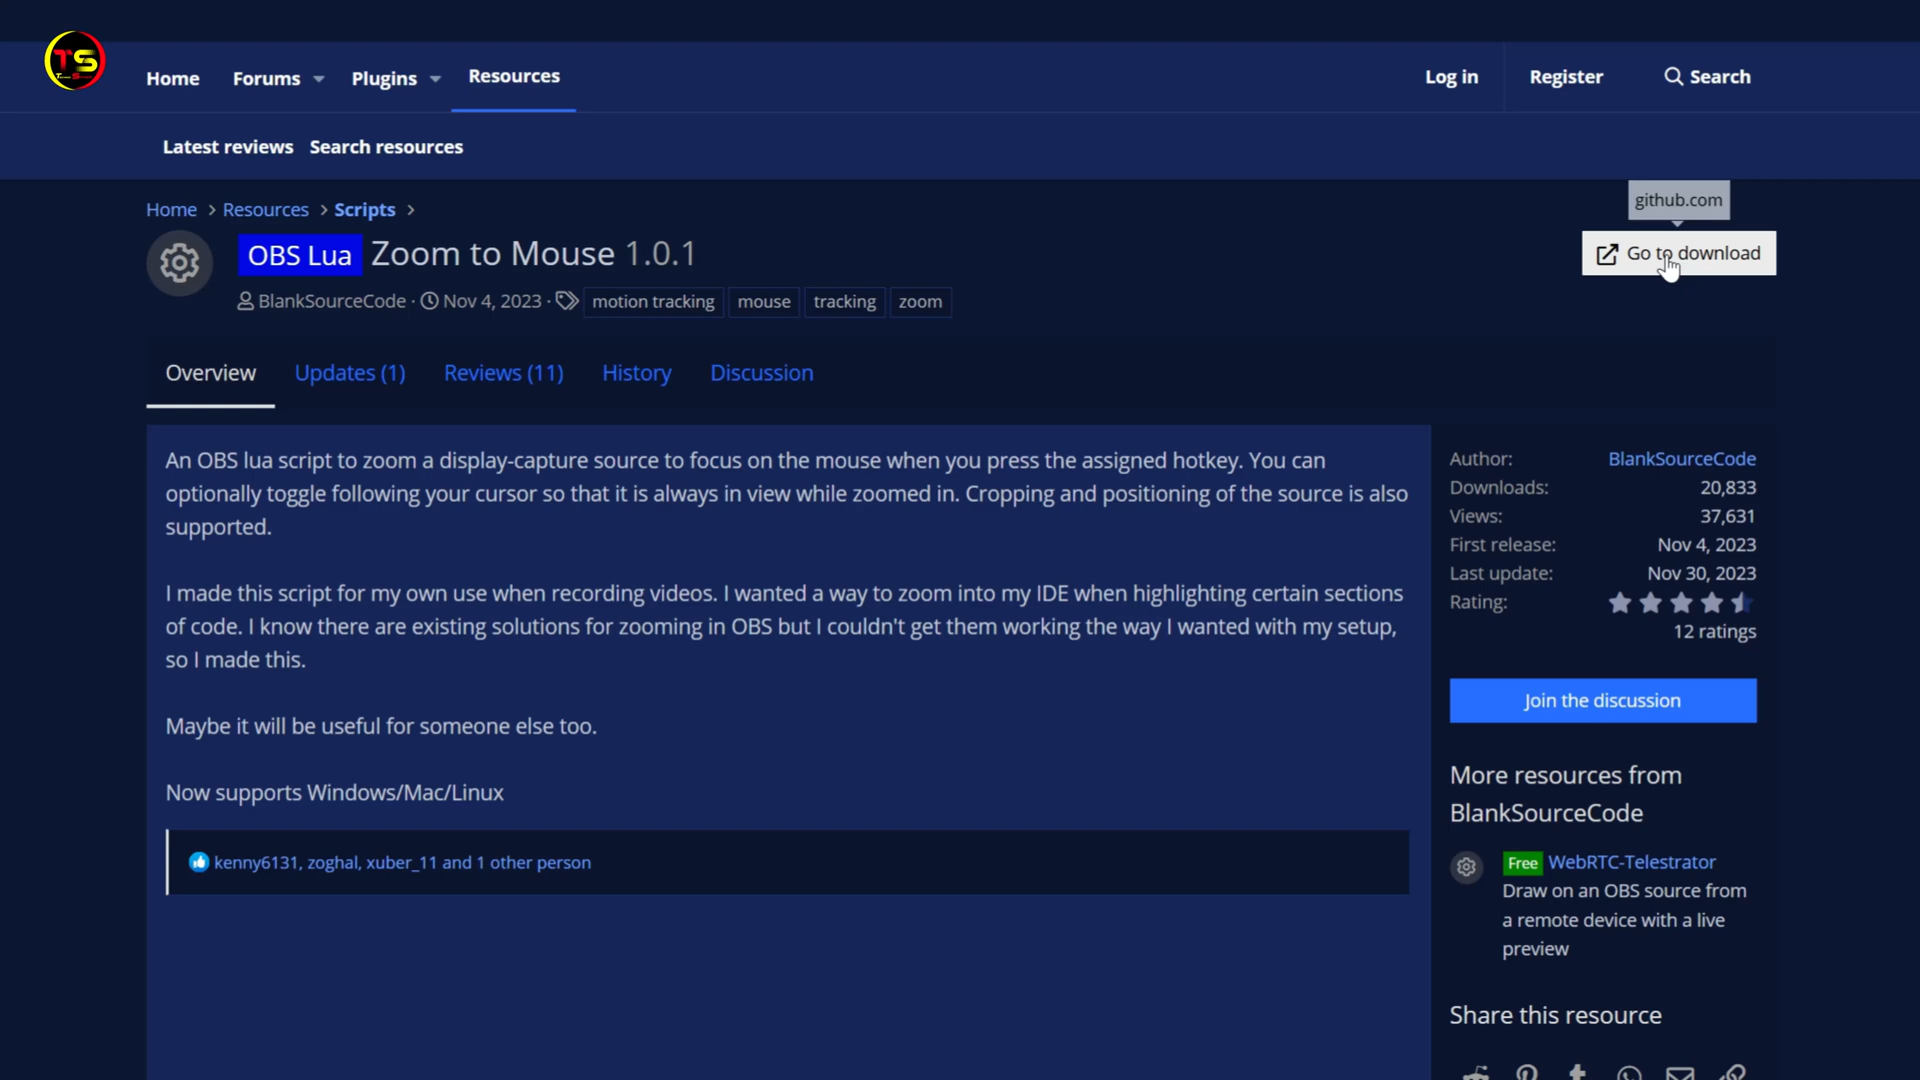 TS
Home Forums Plugins Resources Log in Register Search
Latest reviews Search resources
Home > Resources > Scripts >
github.com
OBS Lua Zoom to Mouse 1.0.1
Go to download
BlankSourceCode · Nov 4, 2023 · motion tracking mouse tracking zoom
Overview Updates (1) Reviews (11) History Discussion
An OBS lua script to zoom a display-capture source to focus on the mouse when you press the assigned hotkey. You can
optionally toggle following your cursor so that it is always in view while zoomed in. Cropping and positioning of the source is also
supported.
I made this script for my own use when recording videos. I wanted a way to zoom into my IDE when highlighting certain sections
of code. I know there are existing solutions for zooming in OBS but I couldn't get them working the way I wanted with my setup,
so I made this.
Maybe it will be useful for someone else too.
Now supports Windows/Mac/Linux
kenny6131, zoghal, xuber_11 and 1 other person
Author: BlankSourceCode
Downloads: 20,833
Views: 37,631
First release: Nov 4, 2023
Last update: Nov 30, 2023
Rating:
12 ratings
Join the discussion
More resources from
BlankSourceCode
Free WebRTC-Telestrator
Draw on an OBS source from
a remote device with a live
preview
Share this resource